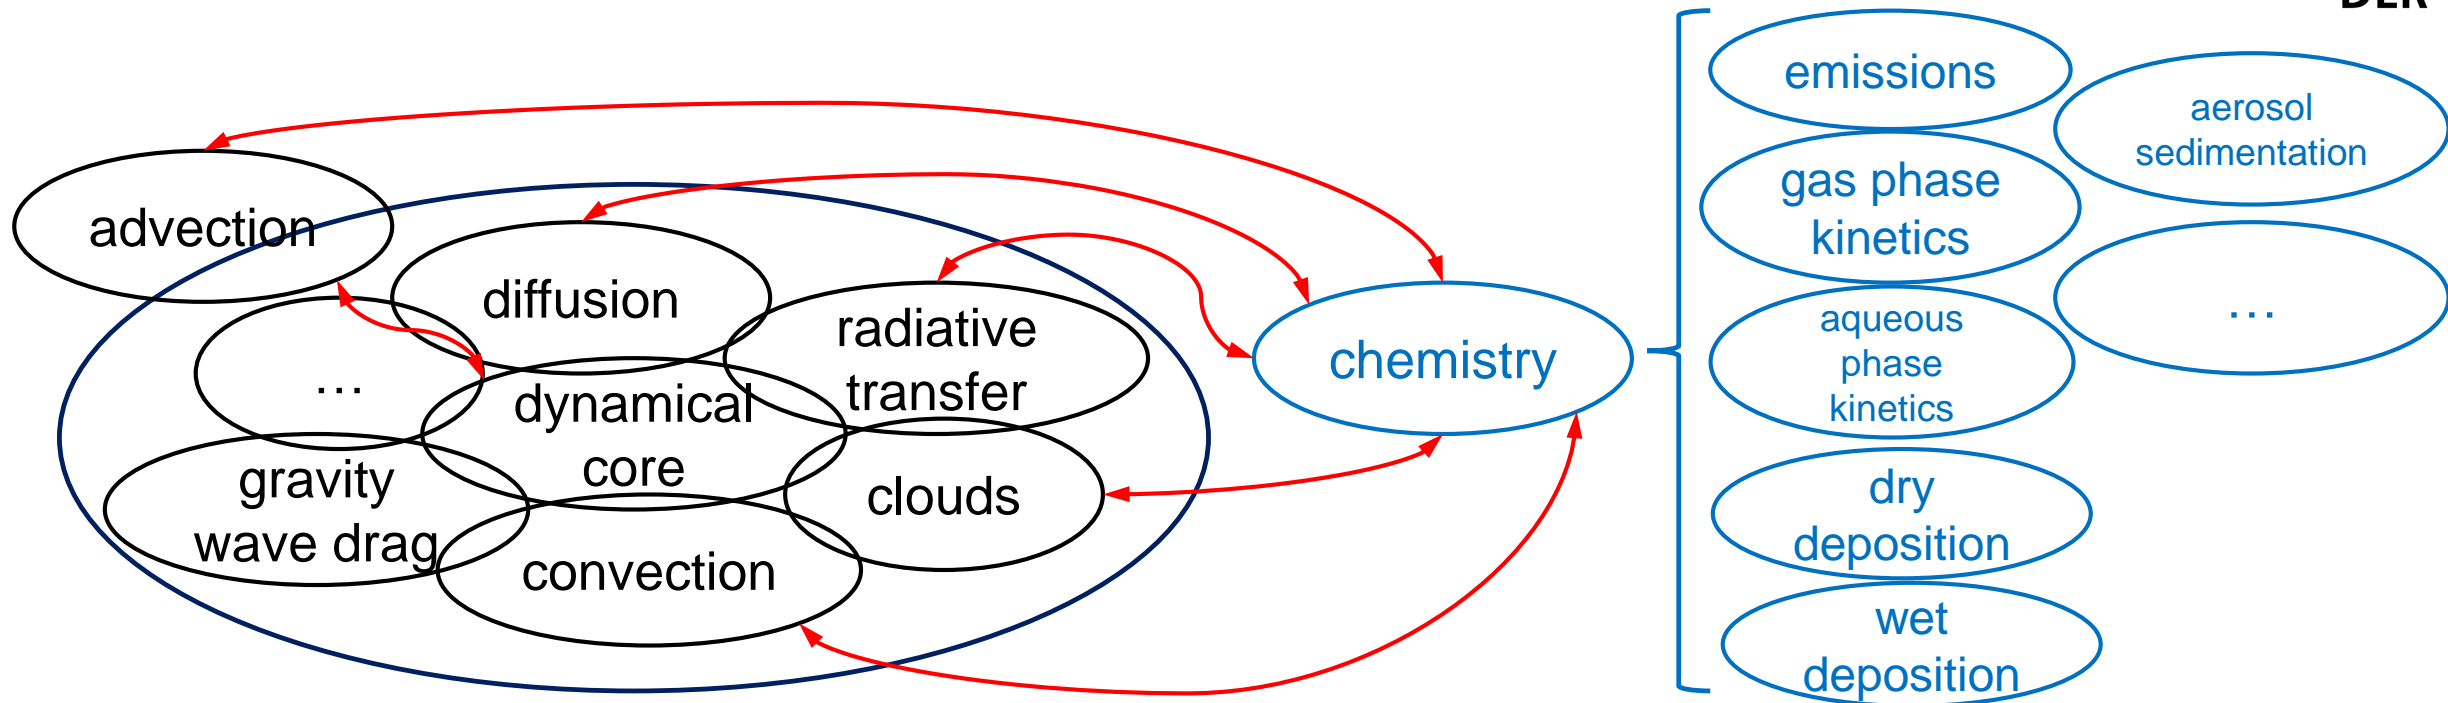 advection
diffusion
radiative
transfer
…
dynamical
core
gravity
wave drag
clouds
convection
chemistry
emissions
gas phase
kinetics
aqueous
phase
kinetics
dry
deposition
wet
deposition
aerosol
sedimentation
…